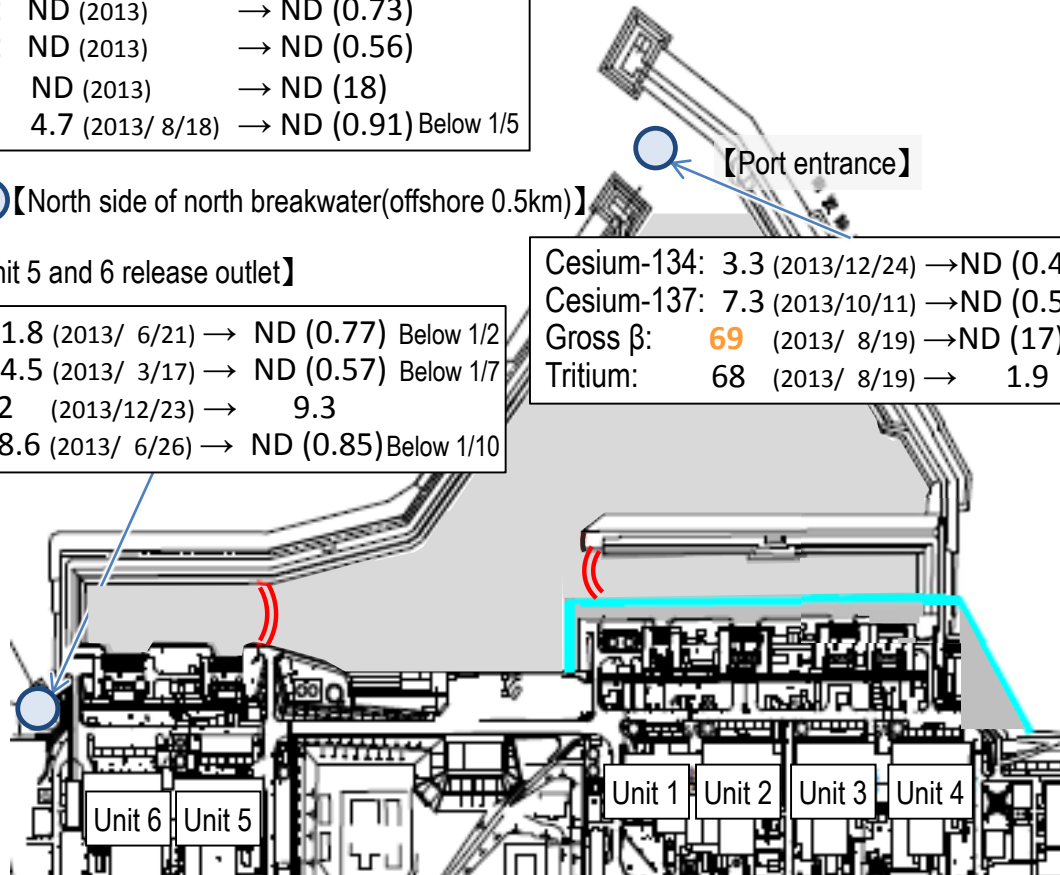 ND (2013) → ND (0.73)
ND (2013) → ND (0.56)
ND (2013) → ND (18)
4.7 (2013/ 8/18) → ND (0.91) Below 1/5
【Port entrance】
【North side of north breakwater(offshore 0.5km)】
nit 5 and 6 release outlet】
Cesium-134: 3.3 (2013/12/24) →ND (0.4
Cesium-137: 7.3 (2013/10/11) →ND (0.5
Gross β: 69 (2013/ 8/19) →ND (17)
Tritium: 68 (2013/ 8/19) → 1.9
1.8 (2013/ 6/21) → ND (0.77) Below 1/2
4.5 (2013/ 3/17) → ND (0.57) Below 1/7
2 (2013/12/23) → 9.3
8.6 (2013/ 6/26) → ND (0.85) Below 1/10
Unit 1 Unit 2 Unit 3 Unit 4
Unit 6 Unit 5